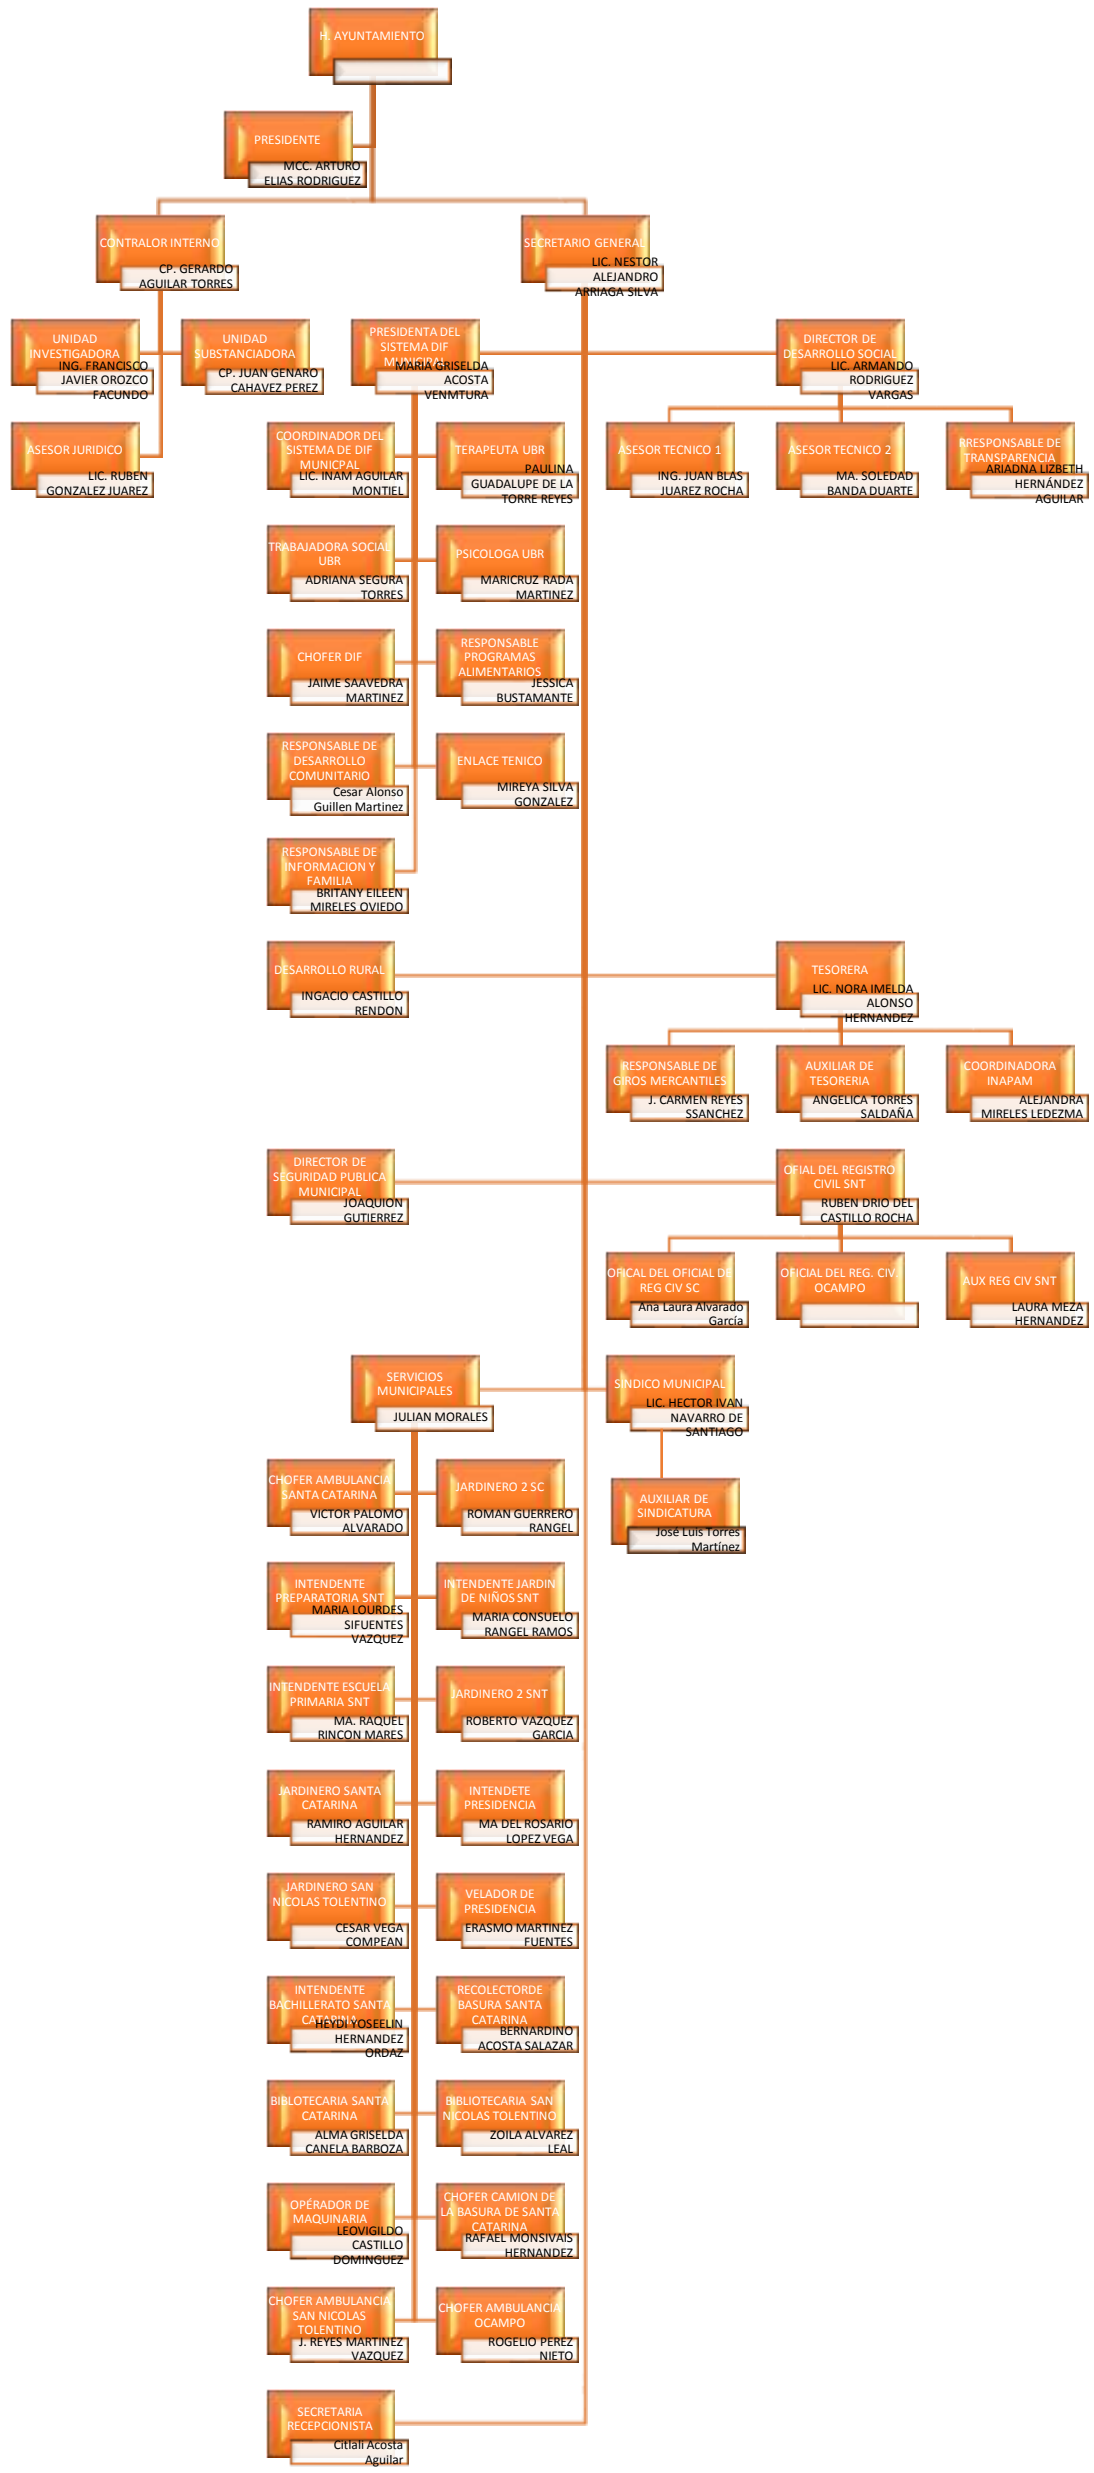 H. AYUNTAMIENTO
PRESIDENTE
MCC. ARTURO
ELIAS RODRIGUEZ
CONTRALOR INTERNO
CP. GERARDO
AGUILAR TORRES
SECRETARIO GENERAL
LIC. NESTOR
ALEJANDRO
ARRIAGA SILVA
UNIDAD
INVESTIGADORA
ING. FRANCISCO
JAVIER OROZCO
FACUNDO
UNIDAD
SUBSTANCIADORA
CP. JUAN GENARO
CAHAVEZ PEREZ
PRESIDENTA DEL
SISTEMA DIF
MUNICIPAL
MARIA GRISELDA
ACOSTA
VENMTURA
DIRECTOR DE
DESARROLLO SOCIAL
LIC. ARMANDO
RODRIGUEZ
VARGAS
ASESOR JURIDICO
LIC. RUBEN
GONZALEZ JUAREZ
COORDINADOR DEL
SISTEMA DE DIF
MUNICPAL
LIC. INAM AGUILAR
MONTIEL
TERAPEUTA UBR
PAULINA
GUADALUPE DE LA
TORRE REYES
ASESOR TECNICO 1
ING. JUAN BLAS
JUAREZ ROCHA
ASESOR TECNICO 2
MA. SOLEDAD
BANDA DUARTE
RRESPONSABLE DE
TRANSPARENCIA
ARIADNA LIZBETH
HERNÁNDEZ
AGUILAR
TRABAJADORA SOCIAL
UBR
ADRIANA SEGURA
TORRES
PSICOLOGA UBR
MARICRUZ RADA
MARTINEZ
CHOFER DIF
JAIME SAAVEDRA
MARTINEZ
RESPONSABLE
PROGRAMAS
ALIMENTARIOS
JESSICA
BUSTAMANTE
RESPONSABLE DE
DESARROLLO
COMUNITARIO
Cesar Alonso
Guillen Martinez
ENLACE TENICO
MIREYA SILVA
GONZALEZ
RESPONSABLE DE
INFORMACION Y
FAMILIA
BRITANY EILEEN
MIRELES OVIEDO
DESARROLLO RURAL
INGACIO CASTILLO
RENDON
TESORERA
LIC. NORA IMELDA
ALONSO
HERNANDEZ
RESPONSABLE DE
GIROS MERCANTILES
J. CARMEN REYES
SSANCHEZ
AUXILIAR DE
TESORERIA
ANGELICA TORRES
SALDAÑA
COORDINADORA
INAPAM
ALEJANDRA
MIRELES LEDEZMA
DIRECTOR DE
SEGURIDAD PUBLICA
MUNICIPAL
JOAQUION
GUTIERREZ
OFIAL DEL REGISTRO
CIVIL SNT
RUBEN DRIO DEL
CASTILLO ROCHA
OFICAL DEL OFICIAL DE
REG CIV SC
Ana Laura Alvarado
García
OFICIAL DEL REG. CIV.
OCAMPO
AUX REG CIV SNT
LAURA MEZA
HERNANDEZ
SERVICIOS
MUNICIPALES
JULIAN MORALES
SINDICO MUNICIPAL
LIC. HECTOR IVAN
NAVARRO DE
SANTIAGO
CHOFER AMBULANCIA
SANTA CATARINA
VICTOR PALOMO
ALVARADO
JARDINERO 2 SC
ROMAN GUERRERO
RANGEL
AUXILIAR DE
SINDICATURA
José Luis Torres
Martínez
INTENDENTE
PREPARATORIA SNT
MARIA LOURDES
SIFUENTES
VAZQUEZ
INTENDENTE JARDIN
DE NIÑOS SNT
MARIA CONSUELO
RANGEL RAMOS
INTENDENTE ESCUELA
PRIMARIA SNT
MA. RAQUEL
RINCON MARES
JARDINERO 2 SNT
ROBERTO VAZQUEZ
GARCIA
JARDINERO SANTA
CATARINA
RAMIRO AGUILAR
HERNANDEZ
INTENDETE
PRESIDENCIA
MA DEL ROSARIO
LOPEZ VEGA
JARDINERO SAN
NICOLAS TOLENTINO
CESAR VEGA
COMPEAN
VELADOR DE
PRESIDENCIA
ERASMO MARTINEZ
FUENTES
INTENDENTE
BACHILLERATO SANTA
CATARINA
HEYDI YOSEELIN
HERNANDEZ
ORDAZ
RECOLECTORDE
BASURA SANTA
CATARINA
BERNARDINO
ACOSTA SALAZAR
BIBLOTECARIA SANTA
CATARINA
ALMA GRISELDA
CANELA BARBOZA
BIBLIOTECARIA SAN
NICOLAS TOLENTINO
ZOILA ALVAREZ
LEAL
OPÉRADOR DE
MAQUINARIA
LEOVIGILDO
CASTILLO
DOMINGUEZ
CHOFER CAMION DE
LA BASURA DE SANTA
CATARINA
RAFAEL MONSIVAIS
HERNANDEZ
CHOFER AMBULANCIA
SAN NICOLAS
TOLENTINO
J. REYES MARTINEZ
VAZQUEZ
CHOFER AMBULANCIA
OCAMPO
ROGELIO PEREZ
NIETO
SECRETARIA
RECEPCIONISTA
Citlali Acosta
Aguilar